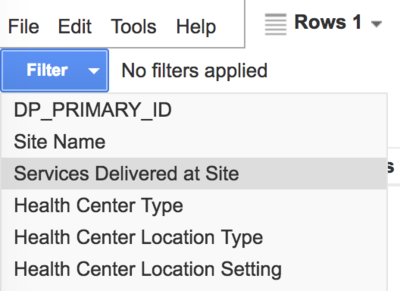 File Edit Tools Help
Rows 1
Filter
No filters applied
DP_PRIMARY_ID
Site Name
Services Delivered at Site
Health Center Type
Health Center Location Type
Health Center Location Setting